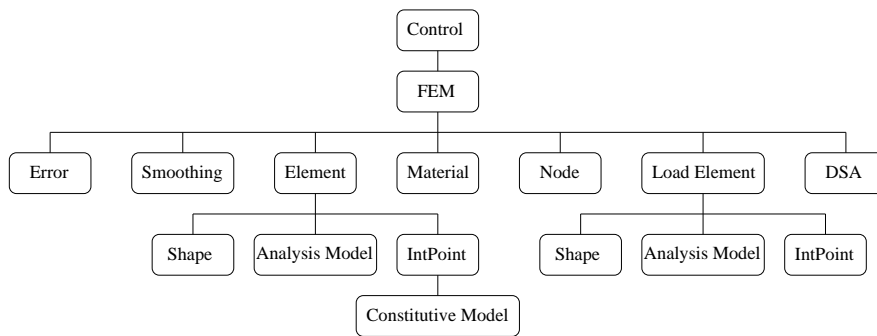 Control
FEM
Error
Smoothing
Element
Material
Node
Load Element
DSA
Shape
Analysis Model
IntPoint
Shape
Analysis Model
IntPoint
Constitutive Model